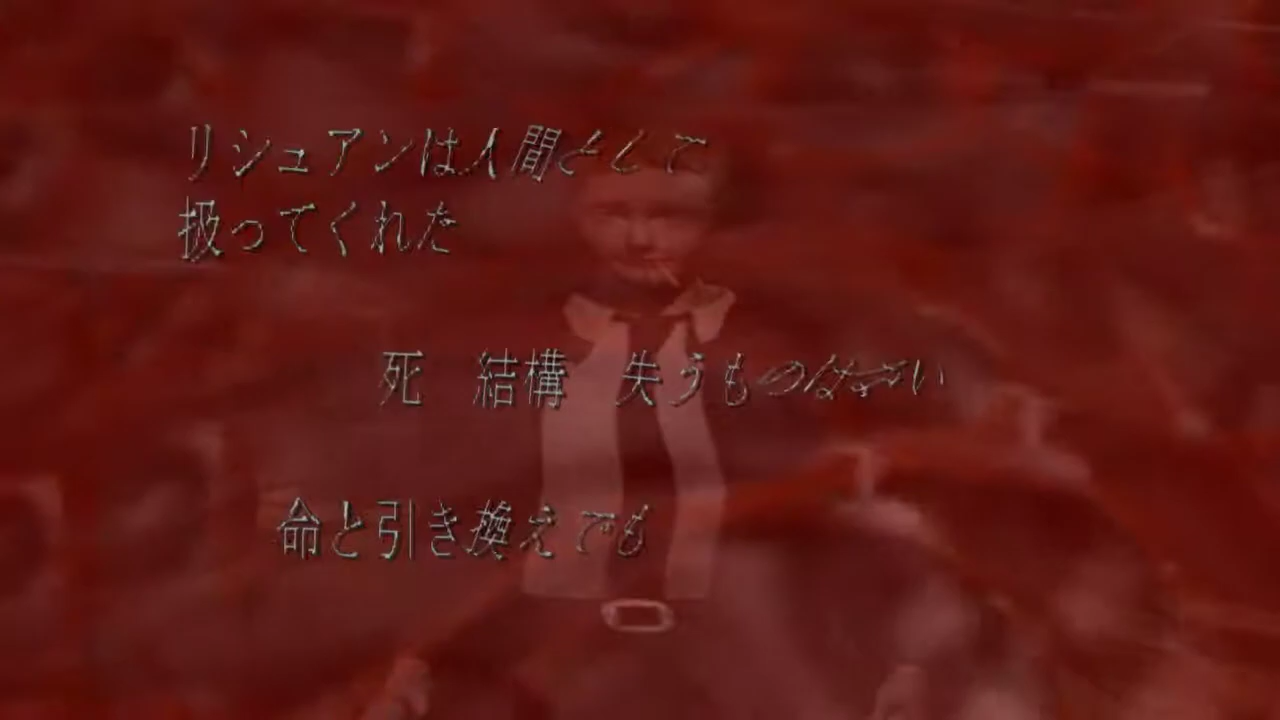 リシュアンは人間として
扱ってくれた
死　結構　失うものはない
命と引き換えでも